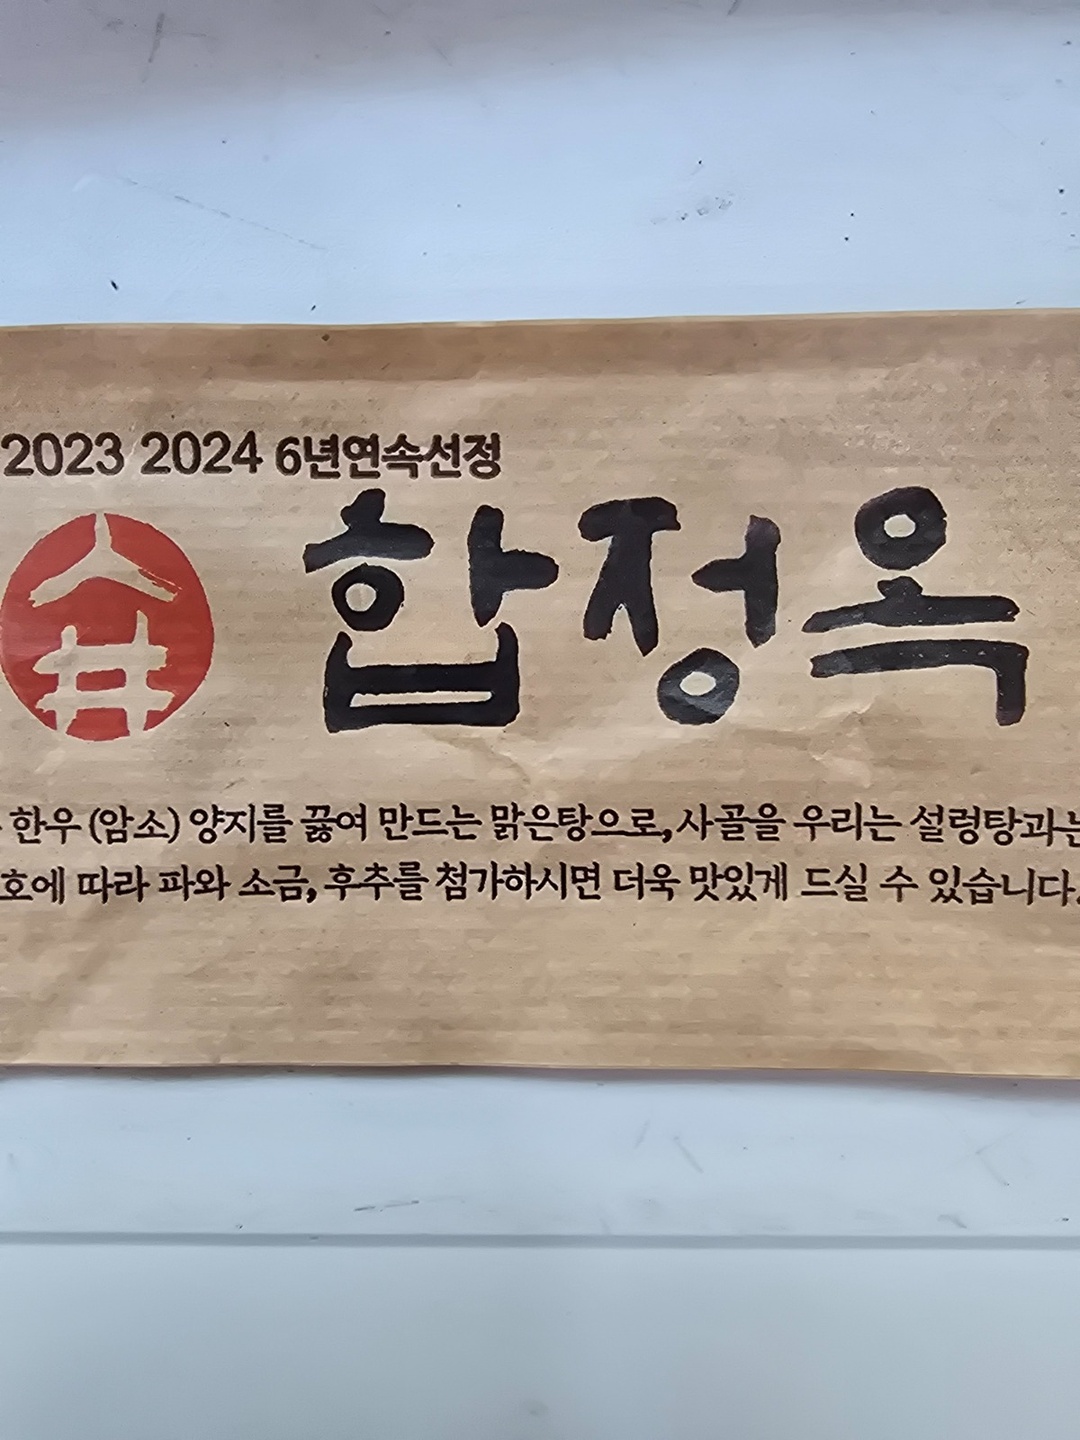 2023 2024 6년연속선정
합정옥
한우 (암소) 양지를 끓여 만드는 맑은탕으로, 사골을 우리는 설렁탕과는
호에 따라 파와 소금, 후추를 첨가하시면 더욱 맛있게 드실 수 있습니다.